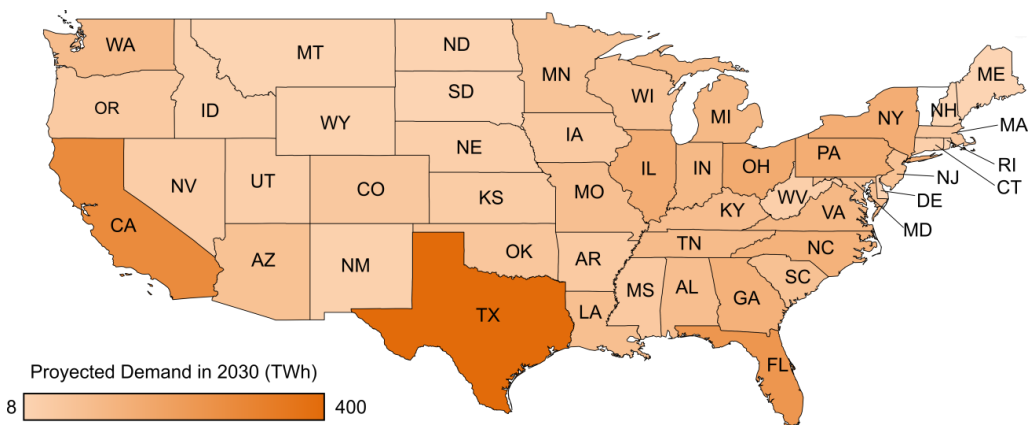 WA
MT
ND
MN
ME
OR
ID
SD
WI
NH
MA
WY
MI
NY
RI
CT
NE
IA
PA
NJ
NV
UT
CO
KS
MO
IL
IN
OH
WV
DE
MD
CA
KY
VA
AZ
NM
OK
AR
TN
NC
SC
MS
AL
GA
TX
LA
FL
Proyected Demand in 2030 (TWh)
8
400